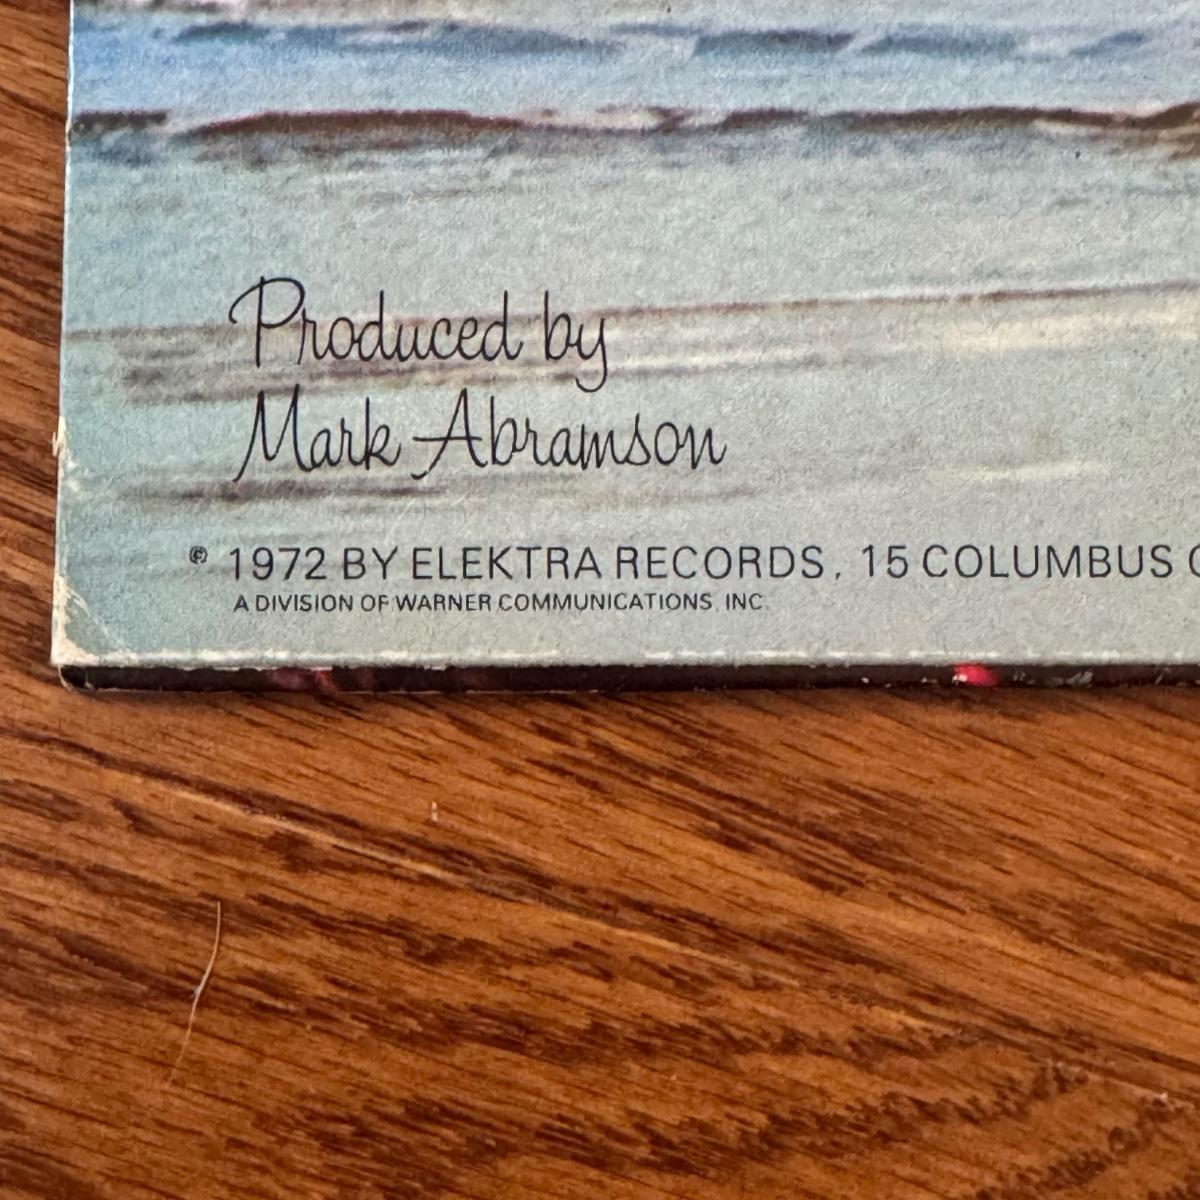 Produced by
Mark Abramson
© 1972 BY ELEKTRA RECORDS, 15 COLUMBUS
A DIVISION OF WARNER COMMUNICATIONS, INC.